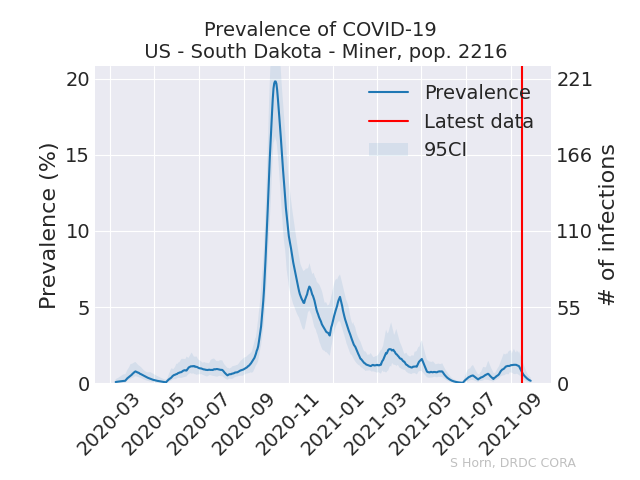 Prevalence of COVID-19
US - South Dakota - Miner, pop. 2216
Prevalence (%)
20
15
10
5
0
Prevalence
Latest data
95CI
221
166
110
55
0
# of infections
2020-03
2020-05
2020-07
2020-09
2020-11
2021-01
2021-03
2021-05
2021-07
2021-09
S Horn, DRDC CORA